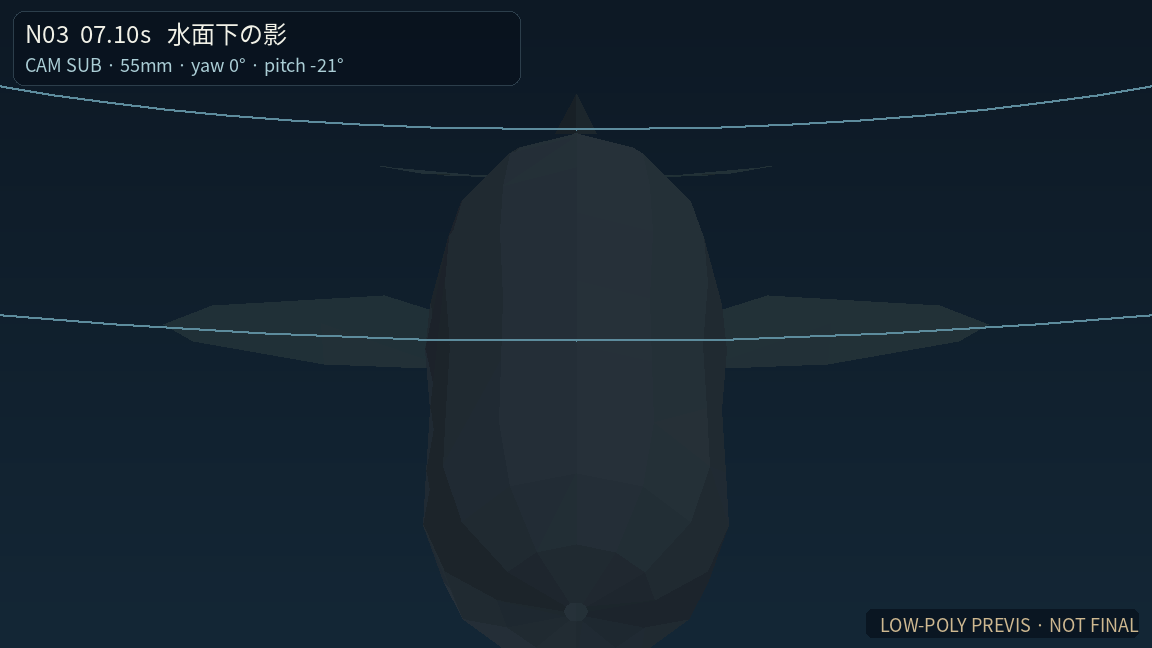 N03 07.10s 水面下の影
CAM SUB · 55mm · yaw 0° · pitch -21°
LOW-POLY PREVIS · NOT FINAL